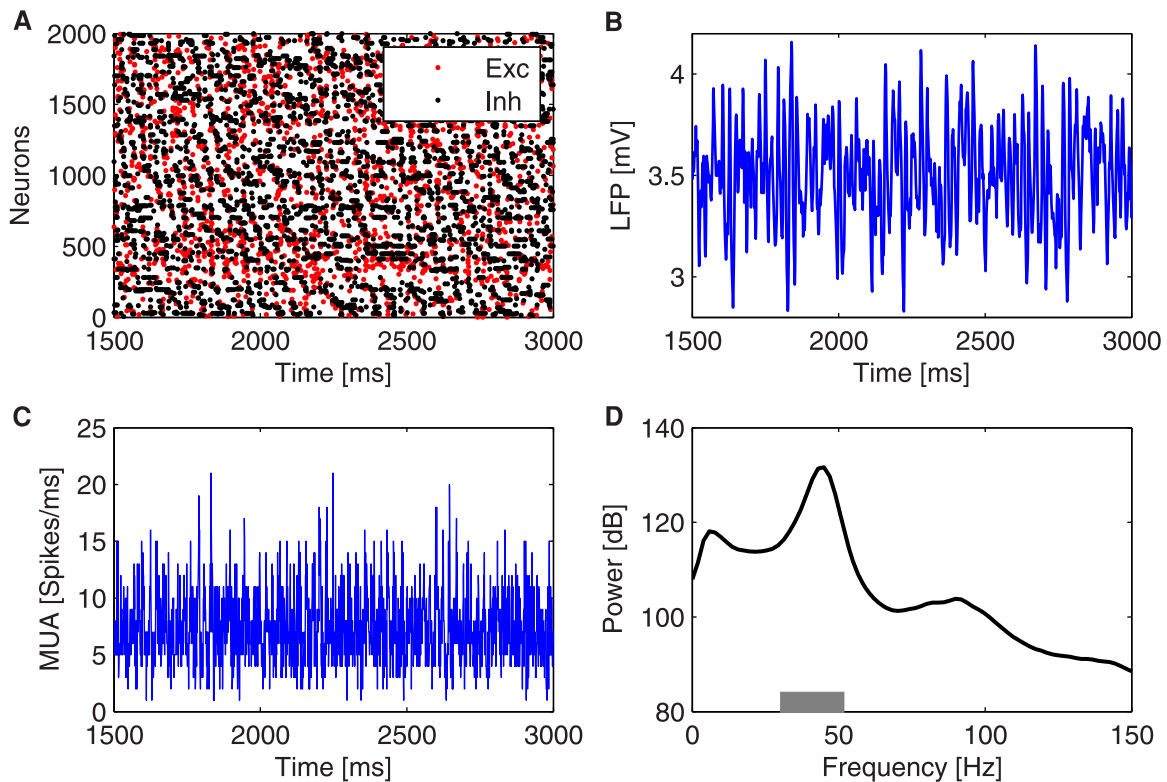 A
Neurons
2000
1500
1000
500
0
Exc
Inh
1500 2000 2500 3000
Time [ms]
B
LFP [mV]
4
3.5
3
1500 2000 2500 3000
Time [ms]
C
MUA [Spikes/ms]
25
20
15
10
5
0
1500 2000 2500 3000
Time [ms]
D
Power [dB]
140
120
100
80
0 50 100 150
Frequency [Hz]